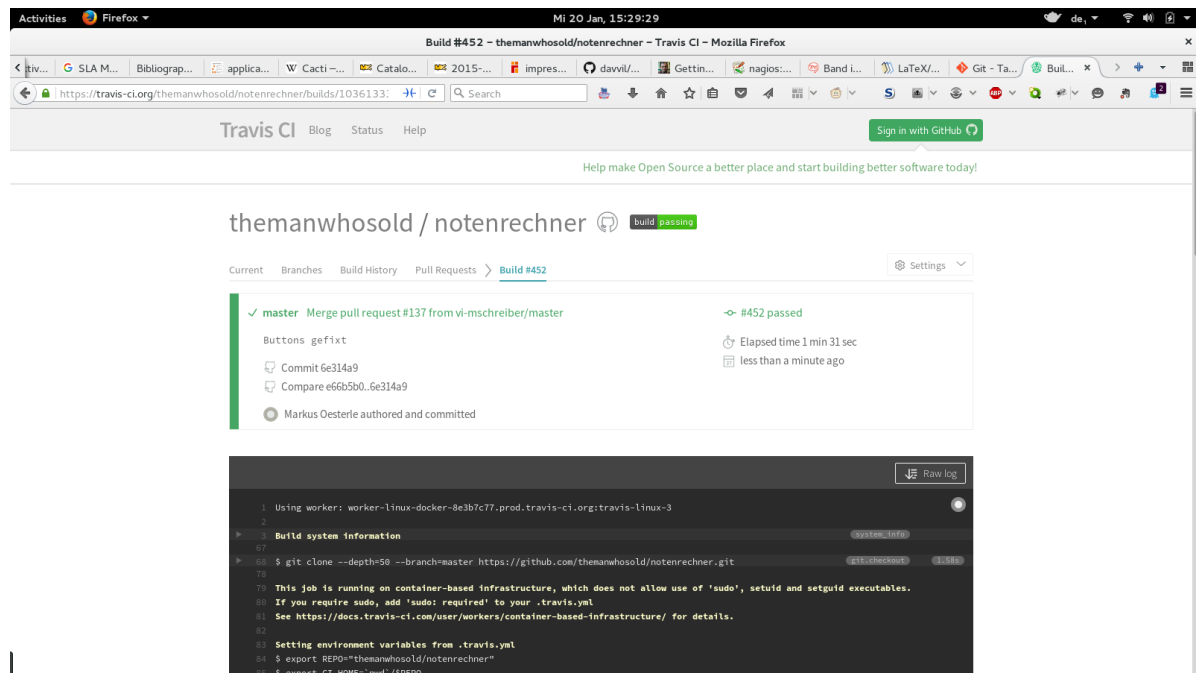 Activities Firefox Mi 20 Jan, 15:29:29 de₁
Build #452 – themanwhosold/notenrechner – Travis CI – Mozilla Firefox
tiv... SLA M... Bibliograp... applica... Cacti –... Catalo... 2015-... impres... davvil/... Gettin... nagios:... Band i... LaTeX/... Git - Ta... Buil...
https://travis-ci.org/themanwhosold/notenrechner/builds/10361333 Search 2
Travis CI Blog Status Help Sign in with GitHub
Help make Open Source a better place and start building better software today!
themanwhosold / notenrechner build passing
Current Branches Build History Pull Requests Build #452 Settings
master Merge pull request #137 from vi-mschreiber/master
#452 passed
Buttons gefixt
Elapsed time 1 min 31 sec
less than a minute ago
Commit 6e314a9
Compare e66b5b0..6e314a9
Markus Oesterle authored and committed
Raw log
1 Using worker: worker-linux-docker-8e3b7c77.prod.travis-ci.org:travis-linux-3
2
3 Build system information system_info
67
68 $ git clone --depth=50 --branch=master https://github.com/themanwhosold/notenrechner.git git.checkout 1.58s
78
79 This job is running on container-based infrastructure, which does not allow use of 'sudo', setuid and setguid executables.
80 If you require sudo, add 'sudo: required' to your .travis.yml
81 See https://docs.travis-ci.com/user/workers/container-based-infrastructure/ for details.
82
83 Setting environment variables from .travis.yml
84 $ export REPO="themanwhosold/notenrechner"
85 $ export CI_HOME=`pwd`/$REPO